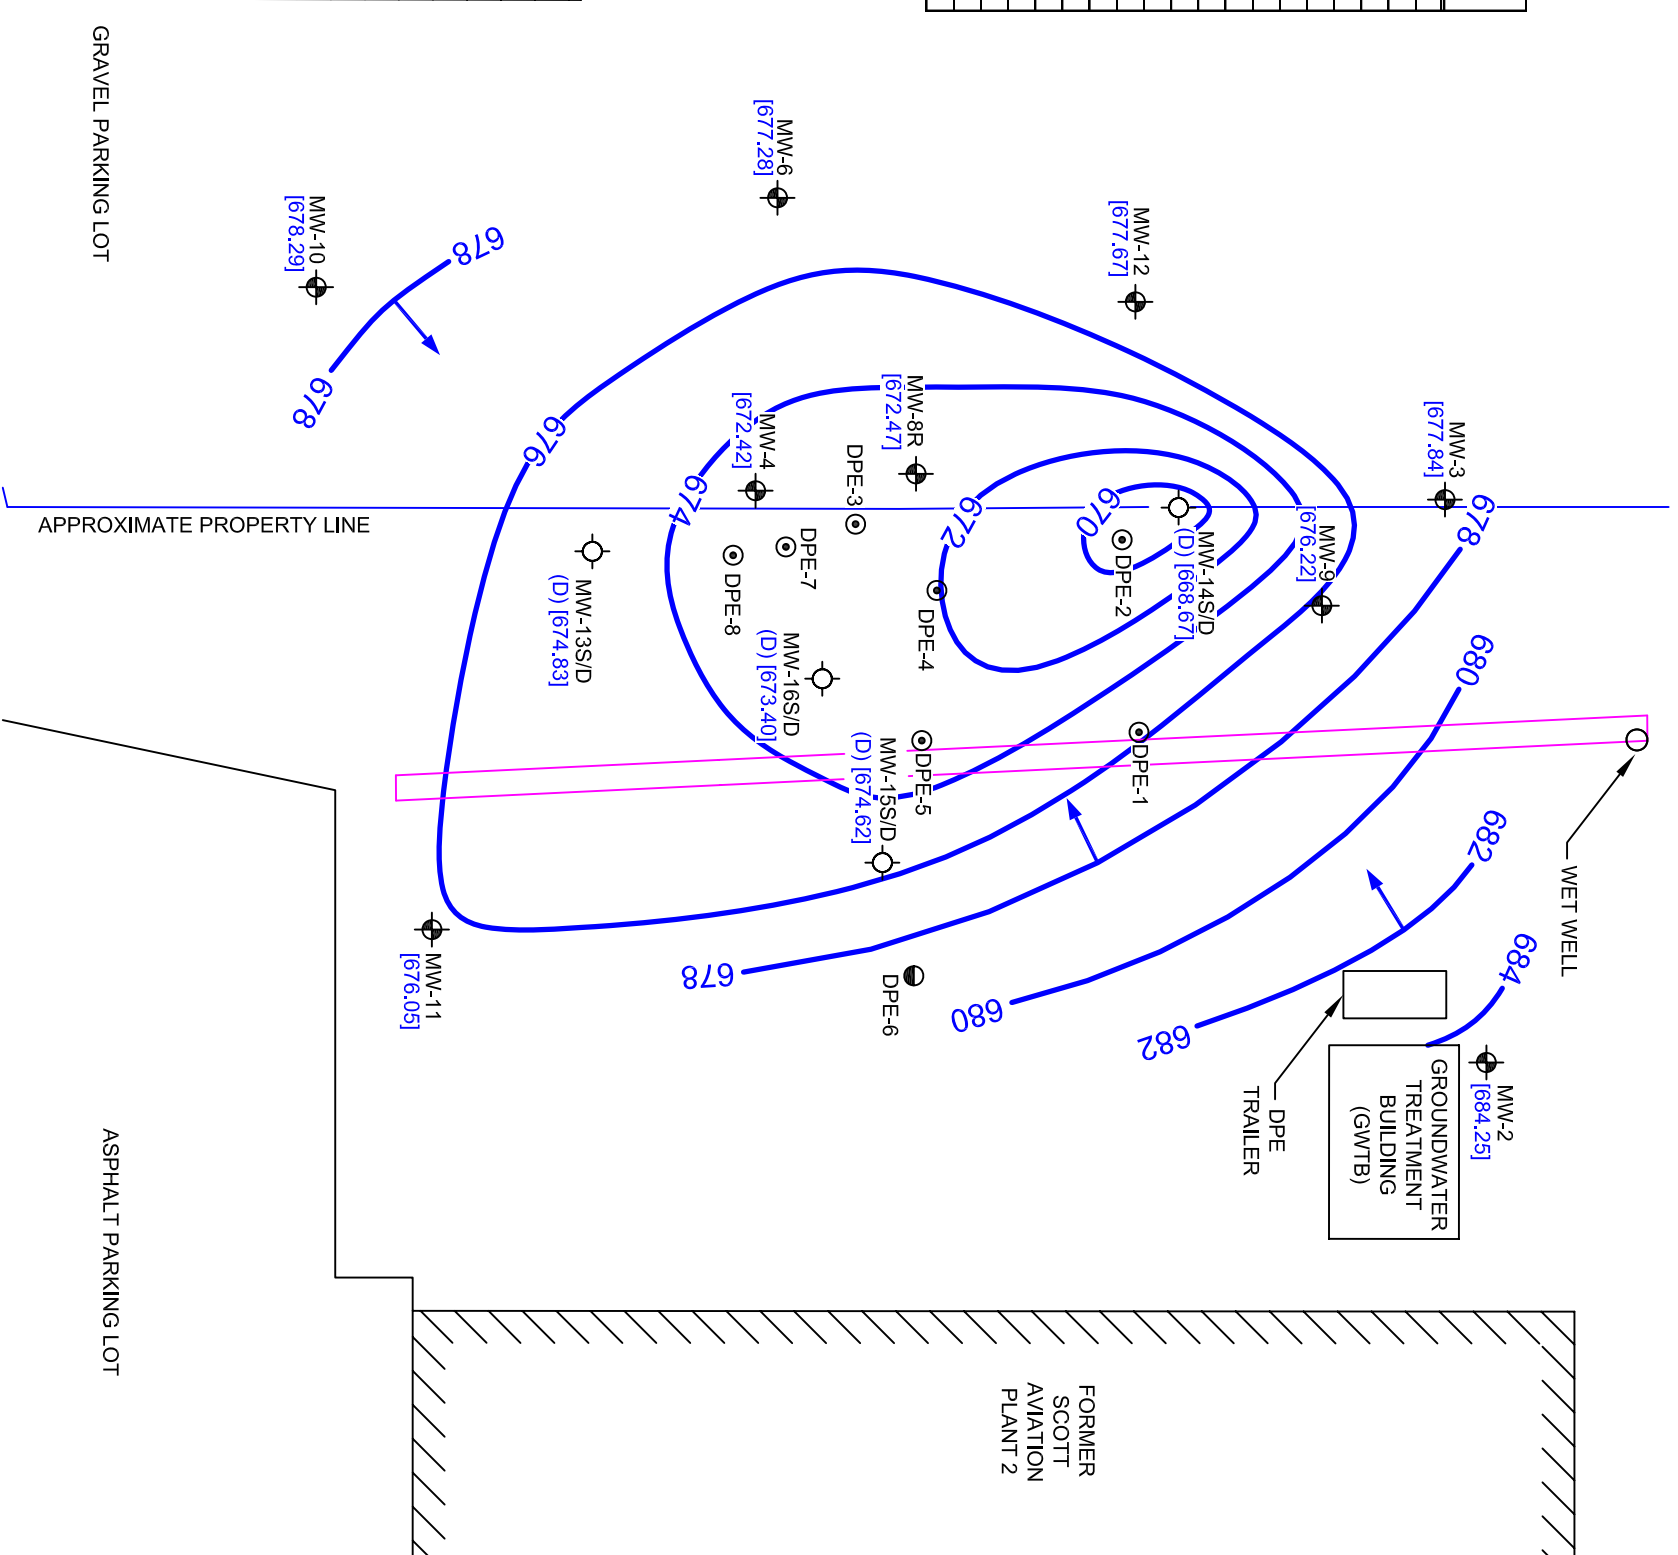 GRAVEL PARKING LOT
MW-10
[678.29]
678
678
MW-6
[677.28]
MW-12
[677.67]
MW-3
[677.84]
676
MW-4
[672.42]
MW-8R
[672.47]
DPE-3
674
672
670
678
APPROXIMATE PROPERTY LINE
MW-13S/D
(D) [674.83]
DPE-7
DPE-8
DPE-4
DPE-2
MW-14S/D
(D) [668.67]
MW-9
[676.22]
MW-16S/D
(D) [673.40]
680
MW-15S/D
(D) [674.62]
DPE-5
DPE-1
682
WET WELL
684
MW-11
[676.05]
678
DPE-6
680
682
DPE
TRAILER
MW-2
[684.25]
GROUNDWATER
TREATMENT
BUILDING
(GWTB)
ASPHALT PARKING LOT
FORMER
SCOTT
AVIATION
PLANT 2